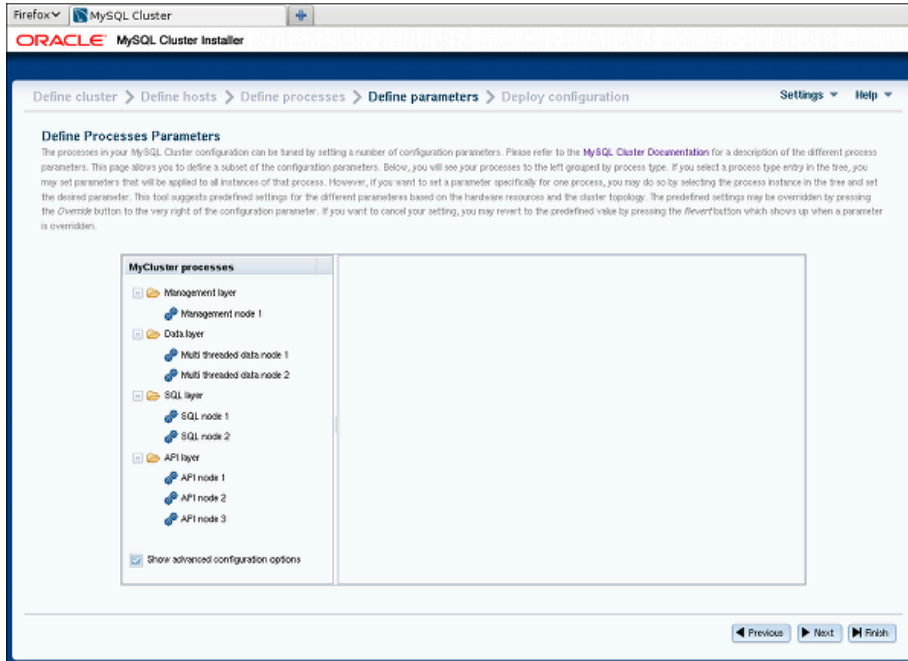 Firefox MySQL Cluster
ORACLE MySQL Cluster Installer
Define cluster Define hosts Define processes Define parameters Deploy configuration Settings Help
Define Processes Parameters
The processes in your MySQL Cluster configuration can be tuned by setting a number of configuration parameters. Please refer to the MySQL Cluster Documentation for a description of the different process
parameters. This page allows you to define a subset of the configuration parameters. Below, you will see your processes to the left grouped by process type. If you select a process type entry in the tree, you
may set parameters that will be applied to all instances of that process. However, if you want to set a parameter specifically for one process, you may do so by selecting the process instance in the tree and set
the desired parameter. This tool suggests predefined settings for the different parameteres based on the hardware resources and the cluster topology. The predefined settings may be overridden by pressing
the Override button to the very right of the configuration parameter. If you want to cancel your setting, you may revert to the predefined value by pressing the Revert button which shows up when a parameter
is overridden.
MyCluster processes
Management layer
Management node 1
Data layer
Multi threaded data node 1
Multi threaded data node 2
SQL layer
SQL node 1
SQL node 2
API layer
API node 1
API node 2
API node 3
Show advanced configuration options
Previous Next Finish